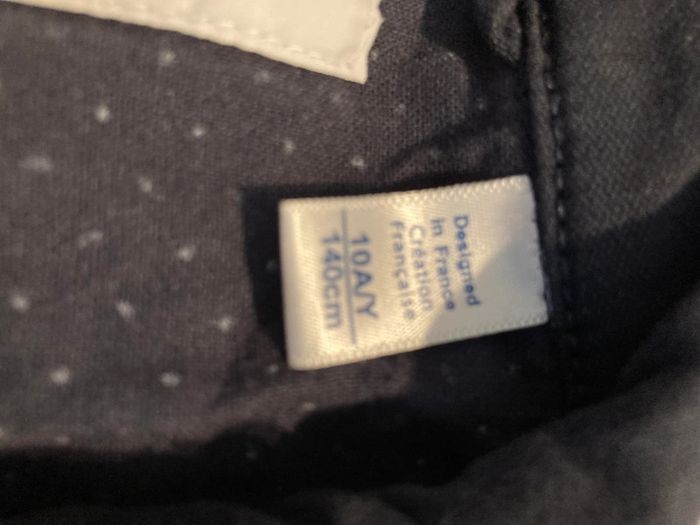 Designed
in France
Création
Française
10A/Y
140cm